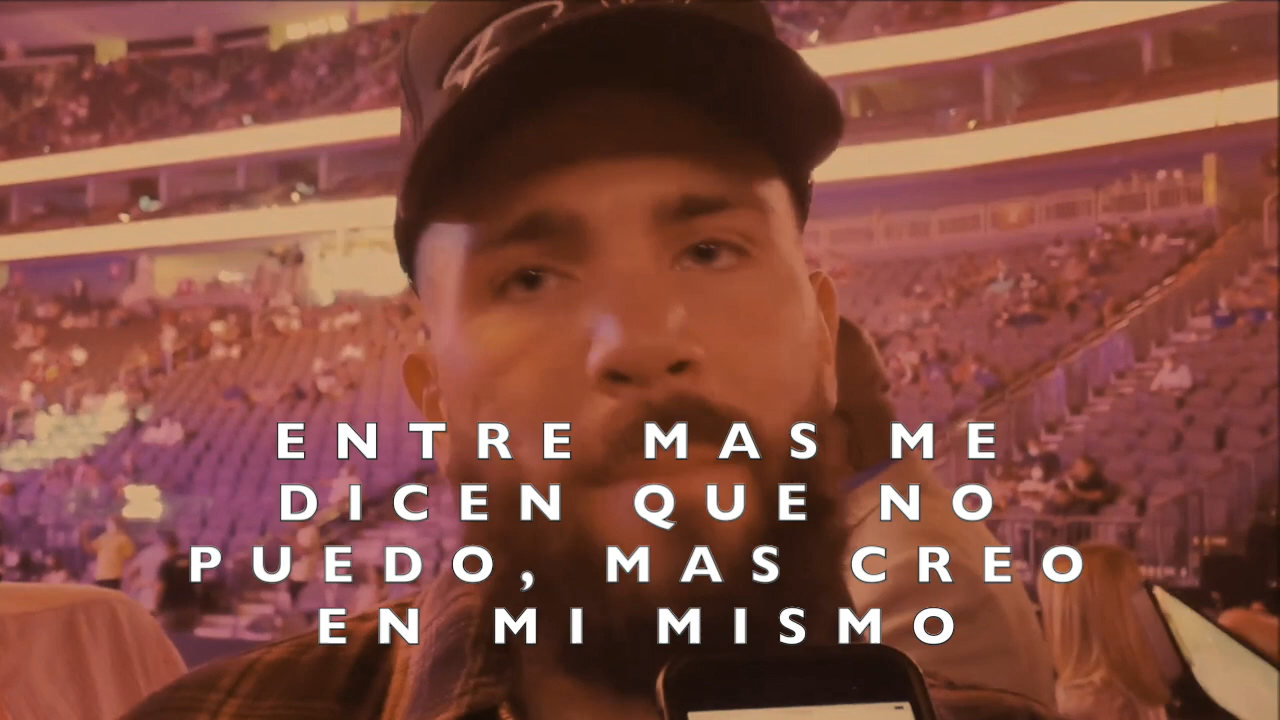 ENTRE MAS ME
DICEN QUE NO
PUEDO, MAS CREO
EN MI MISMO